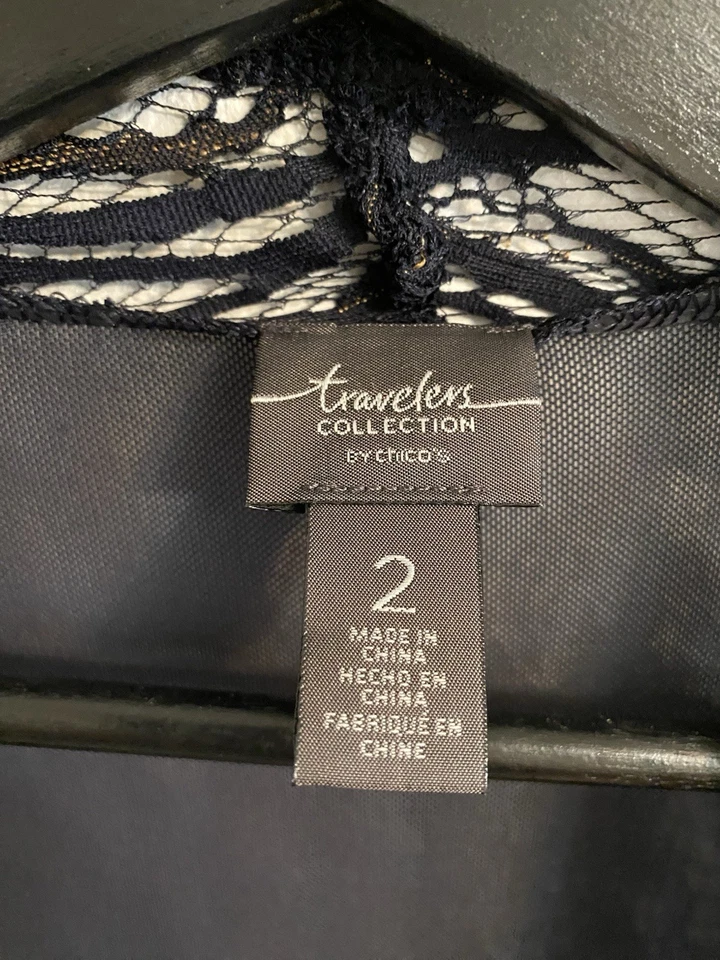 travelers
COLLECTION
BY chico's
2
MADE IN
CHINA
HECHO EN
CHINA
FABRIQUÉ EN
CHINE